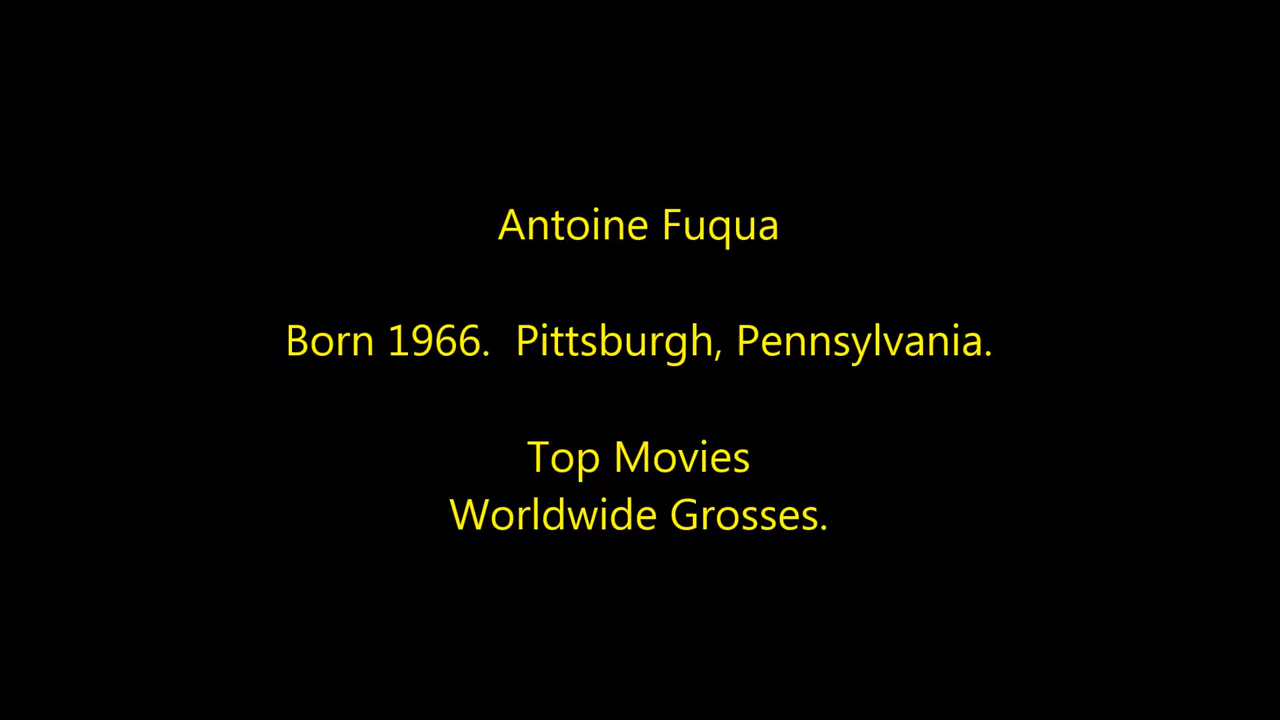 Antoine Fuqua
Born 1966.  Pittsburgh, Pennsylvania.
Top Movies
Worldwide Grosses.